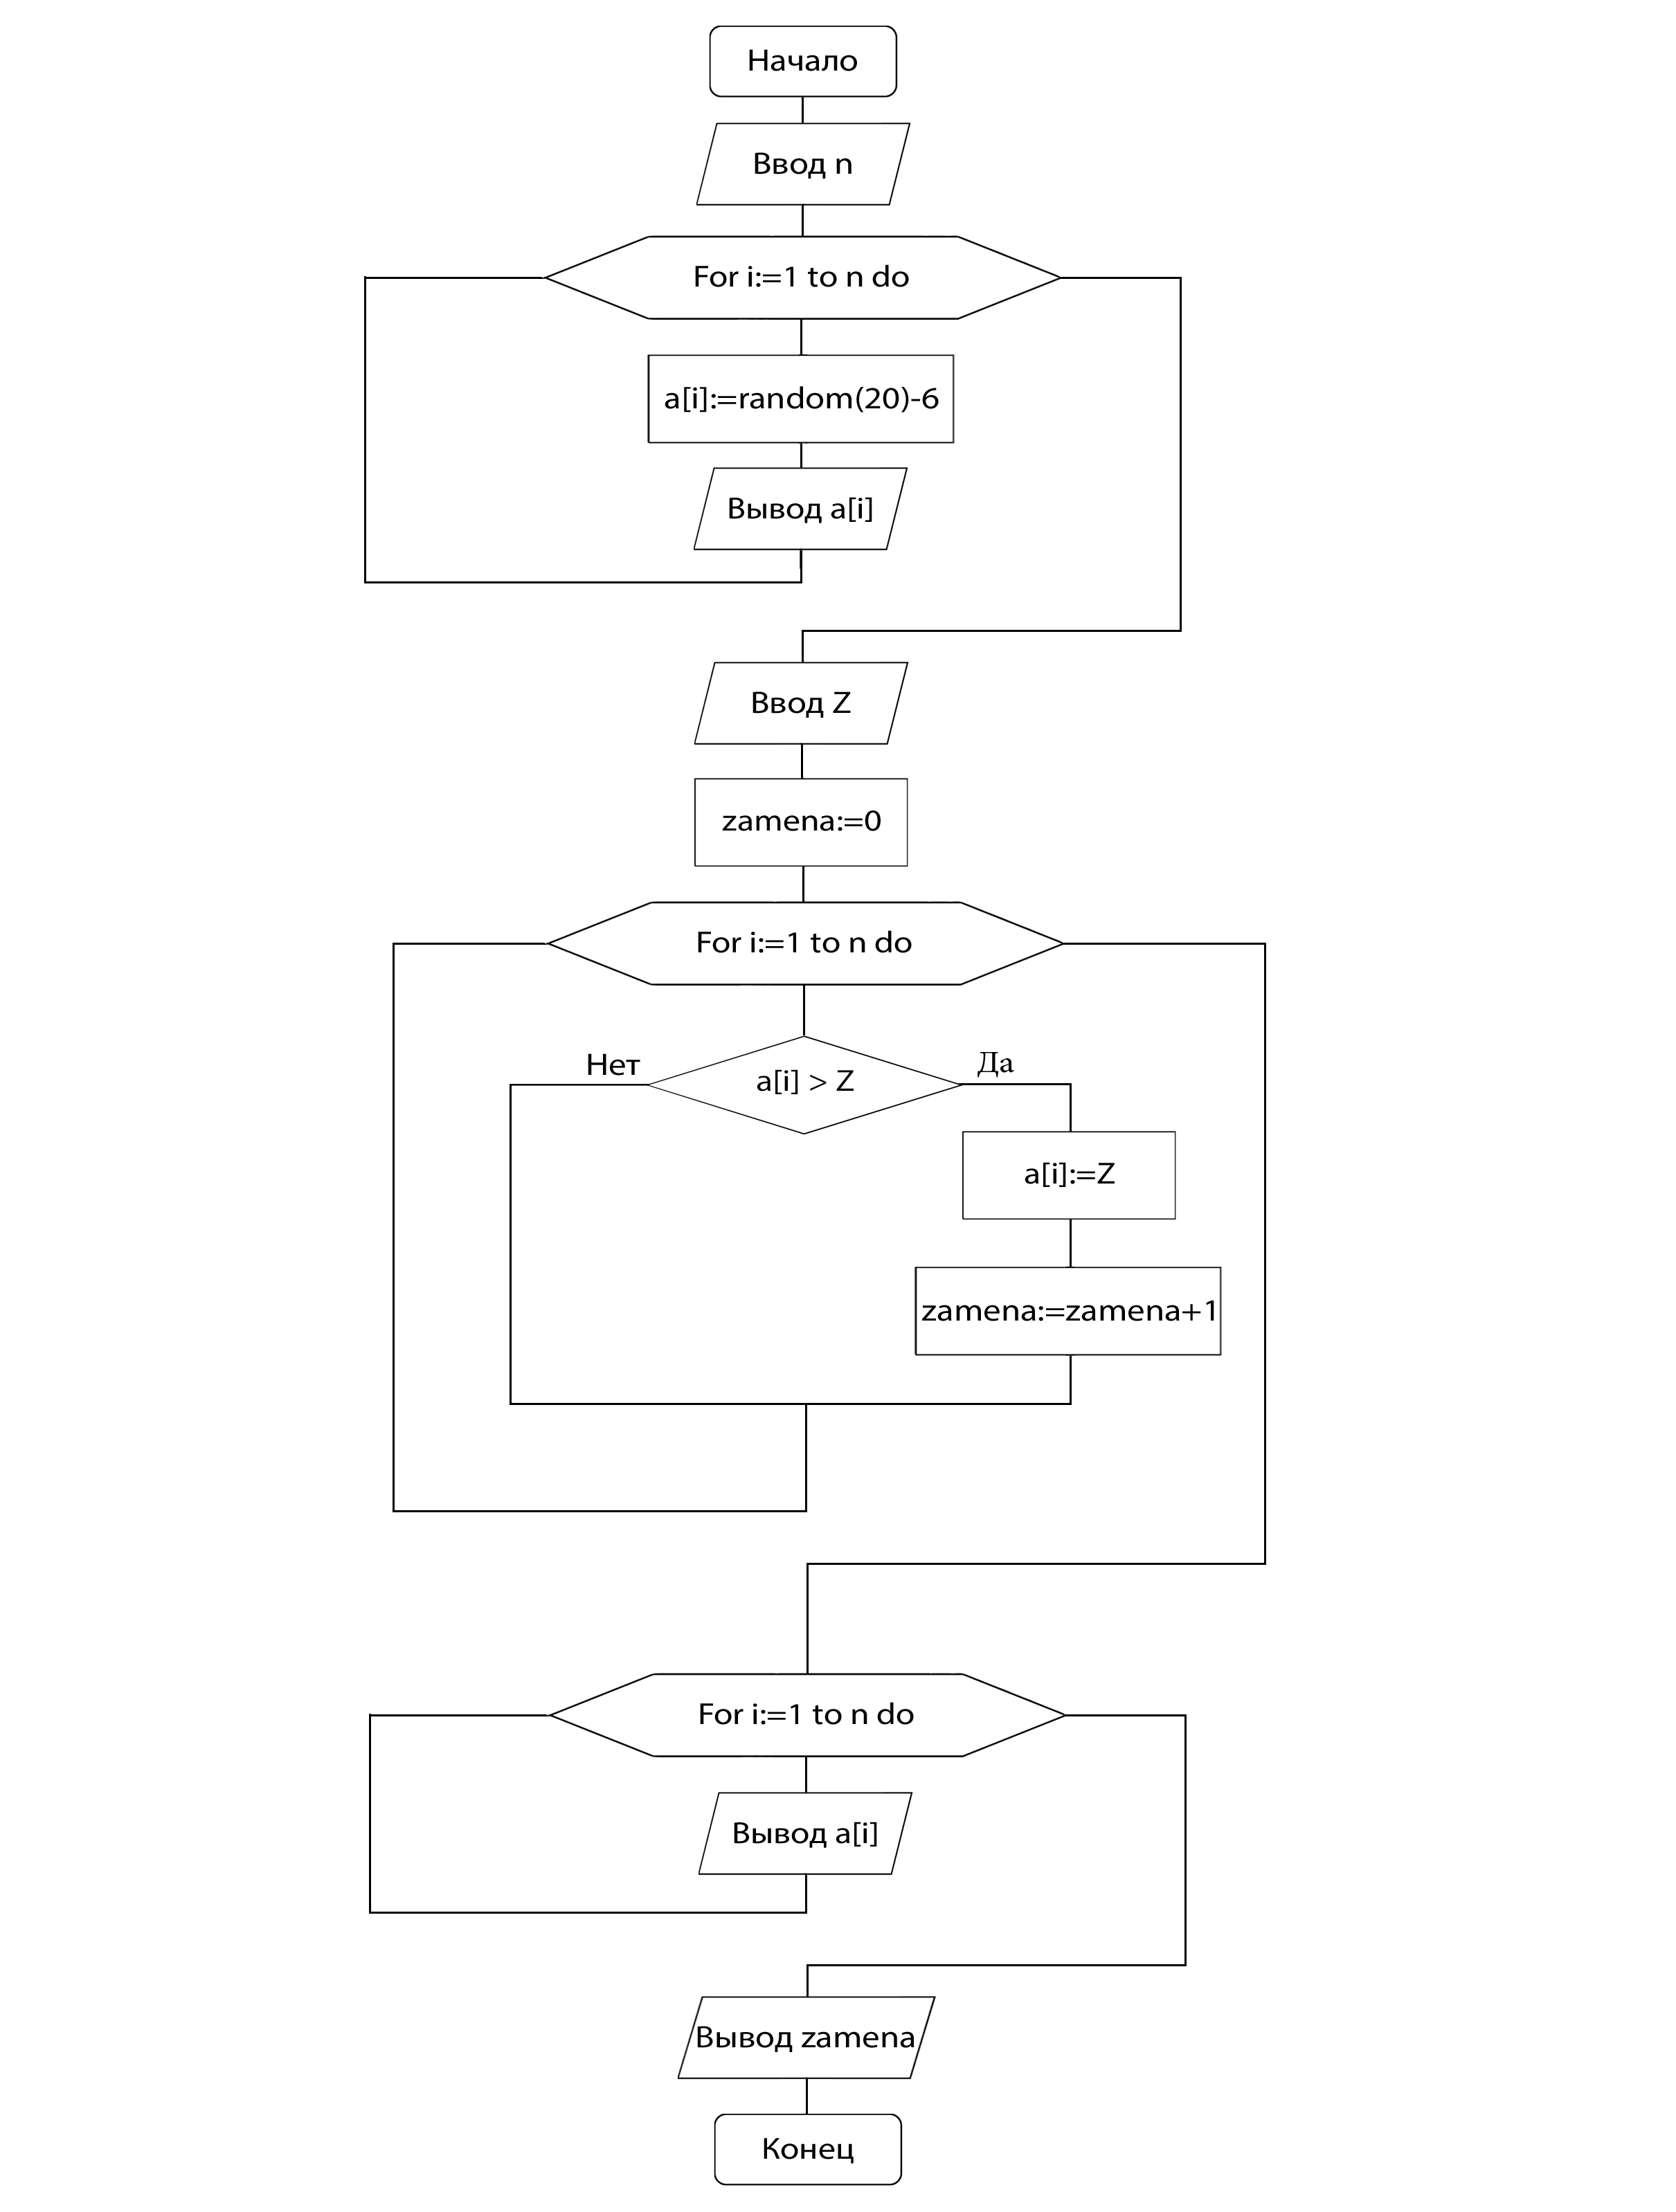 Начало
Ввод n
For i:=1 to n do
a[i]:=random(20)-6
Вывод a[i]
Ввод Z
zamena:=0
For i:=1 to n do
Нет
a[i] > Z
Да
a[i]:=Z
zamena:=zamena+1
For i:=1 to n do
Вывод a[i]
Вывод zamena
Конец